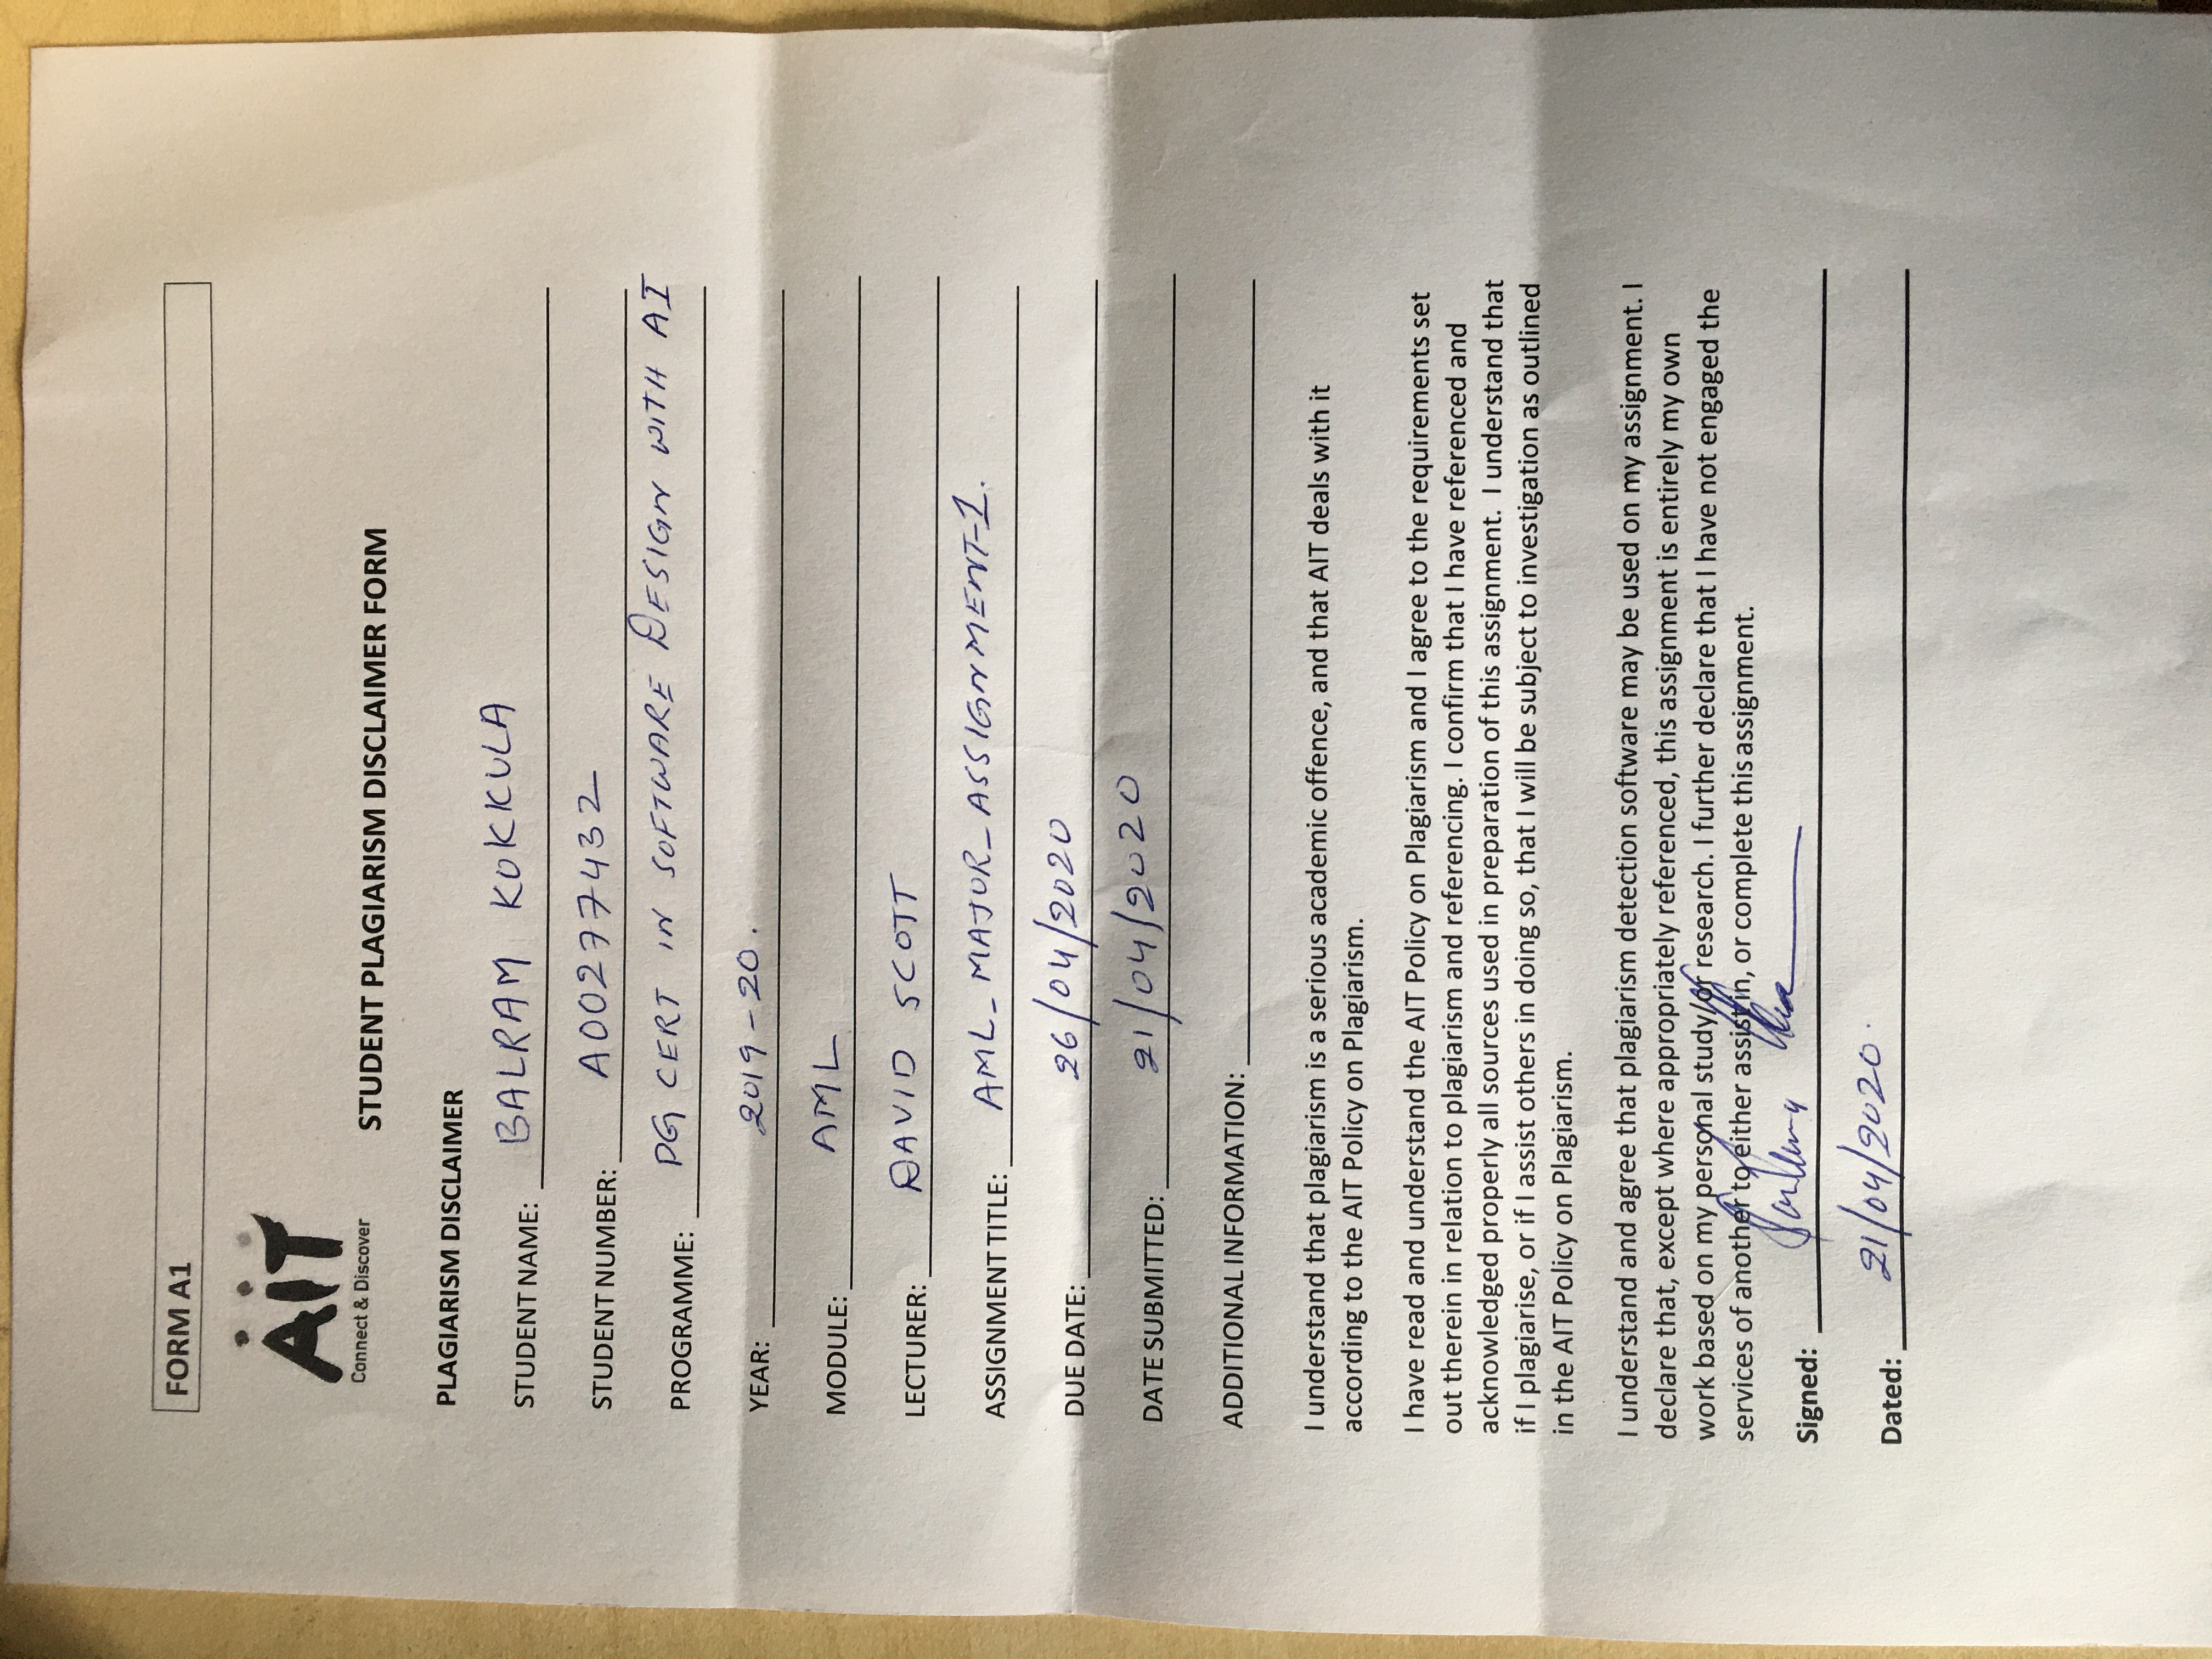 FORM A1
AIT
Connect & Discover
STUDENT PLAGIARISM DISCLAIMER FORM
PLAGIARISM DISCLAIMER
STUDENT NAME: BALRAM KOKKULA
STUDENT NUMBER: A00277432
PROGRAMME: PG CERT IN SOFTWARE DESIGN WITH AI
YEAR: 2019-20.
MODULE: AML
LECTURER: DAVID SCOTT
ASSIGNMENT TITLE: AML_MAJOR_ASSIGNMENT-1.
DUE DATE: 26/04/2020
DATE SUBMITTED: 21/04/2020
ADDITIONAL INFORMATION:
I understand that plagiarism is a serious academic offence, and that AIT deals with it
according to the AIT Policy on Plagiarism.
I have read and understand the AIT Policy on Plagiarism and I agree to the requirements set
out therein in relation to plagiarism and referencing. I confirm that I have referenced and
acknowledged properly all sources used in preparation of this assignment. I understand that
if I plagiarise, or if I assist others in doing so, that I will be subject to investigation as outlined
in the AIT Policy on Plagiarism.
I understand and agree that plagiarism detection software may be used on my assignment. I
declare that, except where appropriately referenced, this assignment is entirely my own
work based on my personal study/or research. I further declare that I have not engaged the
services of another to either assist in, or complete this assignment.
Signed:
Dated: 21/04/2020.